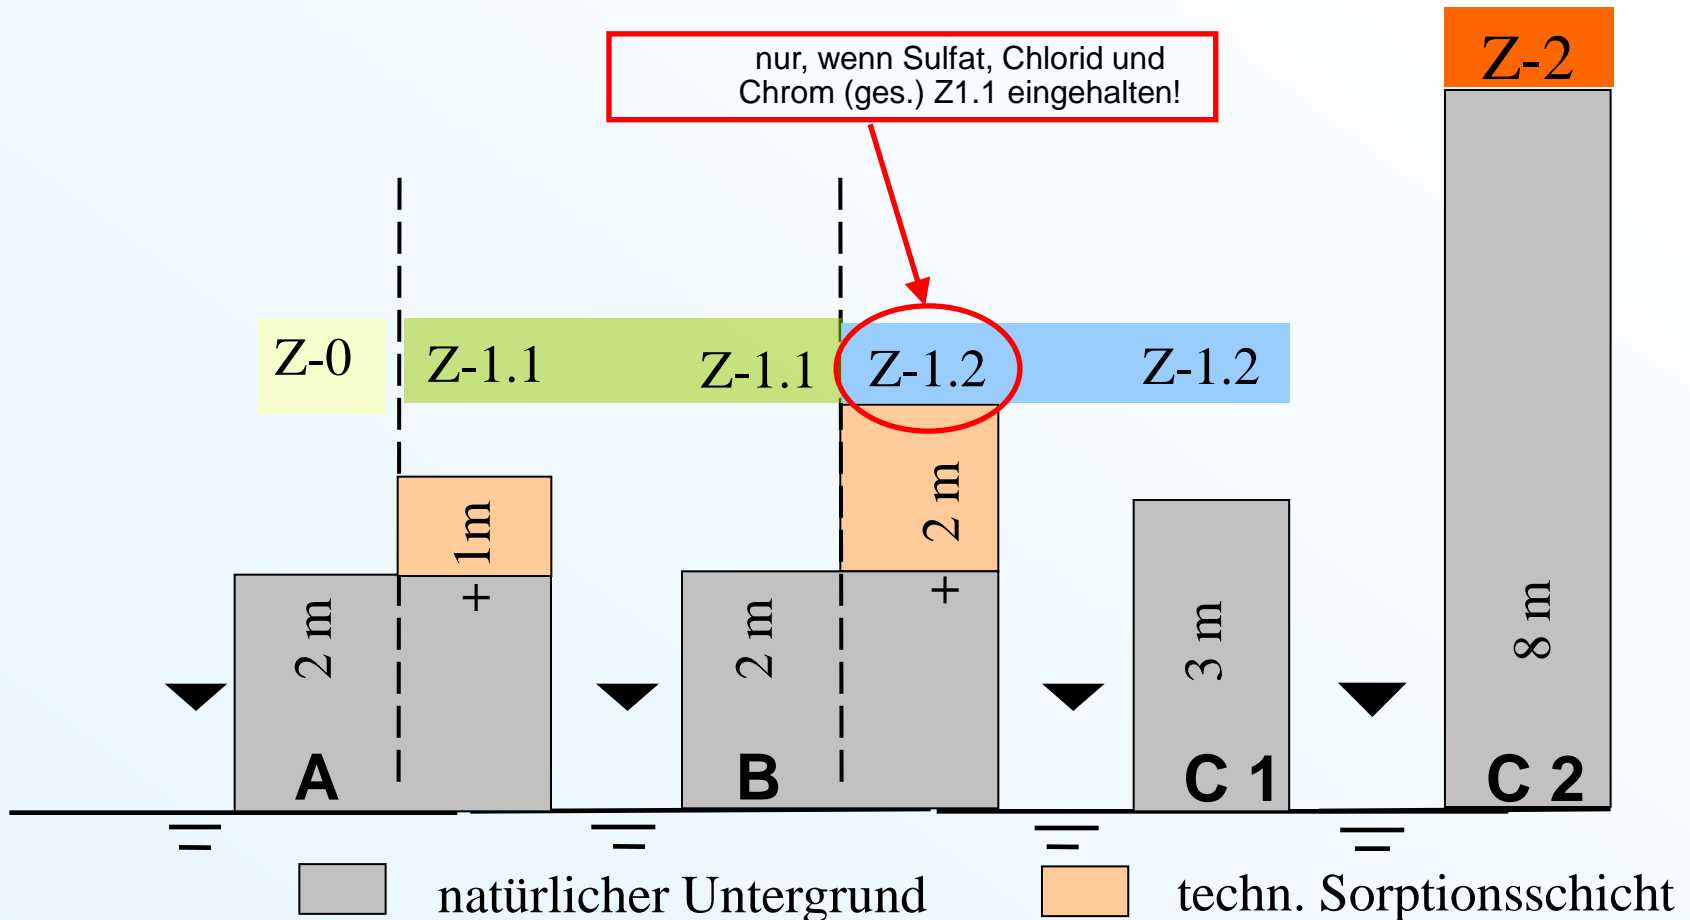 nur, wenn Sulfat, Chlorid und
Chrom (ges.) Z1.1 eingehalten!
Z-2
Z-0
Z-1.1
Z-1.1
Z-1.2
Z-1.2
2 m
+ 1m
2 m
+ 2 m
3 m
8 m
A
B
C 1
C 2
natürlicher Untergrund
techn. Sorptionsschicht